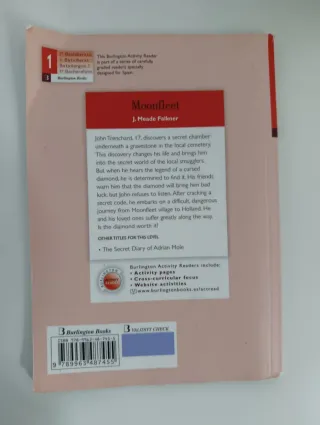 This Burlington Activity Reader
is part of a series of carefully
graded readers specially
designed for Spain.
1
Burlington Books
Moonfleet
J. Meade Falkner
John Trenchard, 17, discovers a secret chamber
underneath a gravestone in the local cemetery.
This discovery changes his life and brings him
into the secret world of the local smugglers.
But when he hears the legend of a cursed
diamond, he is determined to find it. His friends
warn him that the diamond will bring him bad
luck, but John refuses to listen. After cracking a
secret code, he embarks on a difficult, dangerous
journey from Moonfleet village to Holland. He
and his loved ones suffer greatly along the way.
Is the diamond worth it?
OTHER TITLES FOR THIS LEVEL
• The Secret Diary of Adrian Mole
Burlington Activity Readers include:
• Activity pages
• Cross-curricular focus
• Website activities
www.burlingtonbooks.es/arread
Burlington Books
VALIDITY CHECK